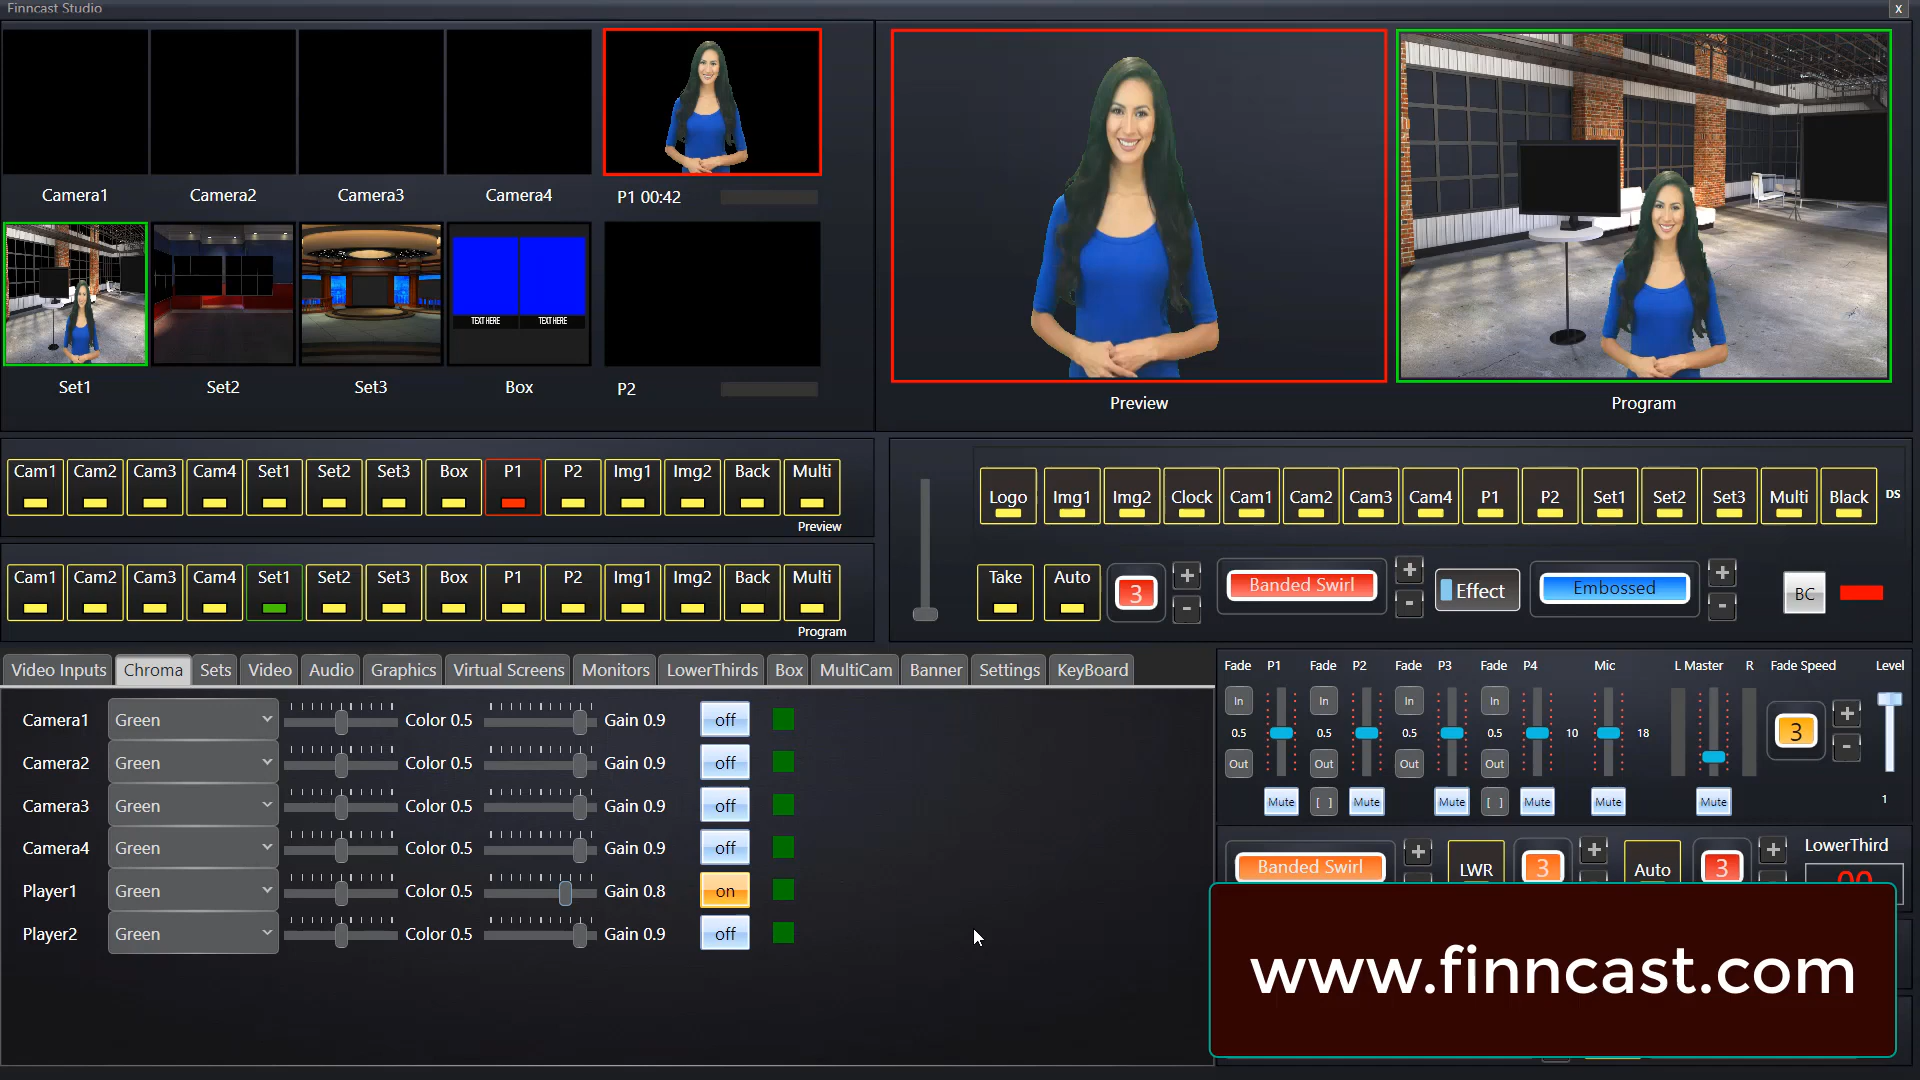 Finncast Studio
x
Camera1 Camera2 Camera3 Camera4 P1 00:42
TEXT HERE TEXT HERE
Set1 Set2 Set3 Box P2
Preview Program
Cam1 Cam2 Cam3 Cam4 Set1 Set2 Set3 Box P1 P2 Img1 Img2 Back Multi
Preview
Cam1 Cam2 Cam3 Cam4 Set1 Set2 Set3 Box P1 P2 Img1 Img2 Back Multi
Program
Logo Img1 Img2 Clock Cam1 Cam2 Cam3 Cam4 P1 P2 Set1 Set2 Set3 Multi Black DS
Take Auto 3 + - Banded Swirl + - Effect Embossed + - BC
Video Inputs Chroma Sets Video Audio Graphics Virtual Screens Monitors LowerThirds Box MultiCam Banner Settings KeyBoard
Camera1 Green Color 0.5 Gain 0.9 off
Camera2 Green Color 0.5 Gain 0.9 off
Camera3 Green Color 0.5 Gain 0.9 off
Camera4 Green Color 0.5 Gain 0.9 off
Player1 Green Color 0.5 Gain 0.8 on
Player2 Green Color 0.5 Gain 0.9 off
Fade P1 Fade P2 Fade P3 Fade P4 Mic L Master R Fade Speed Level
In In In In
0.5 0.5 0.5 0.5 10 18 3 + -
Out Out Out Out
Mute [ ] Mute Mute [ ] Mute Mute Mute 1
Banded Swirl + LWR 3 + Auto 3 + LowerThird
www.finncast.com